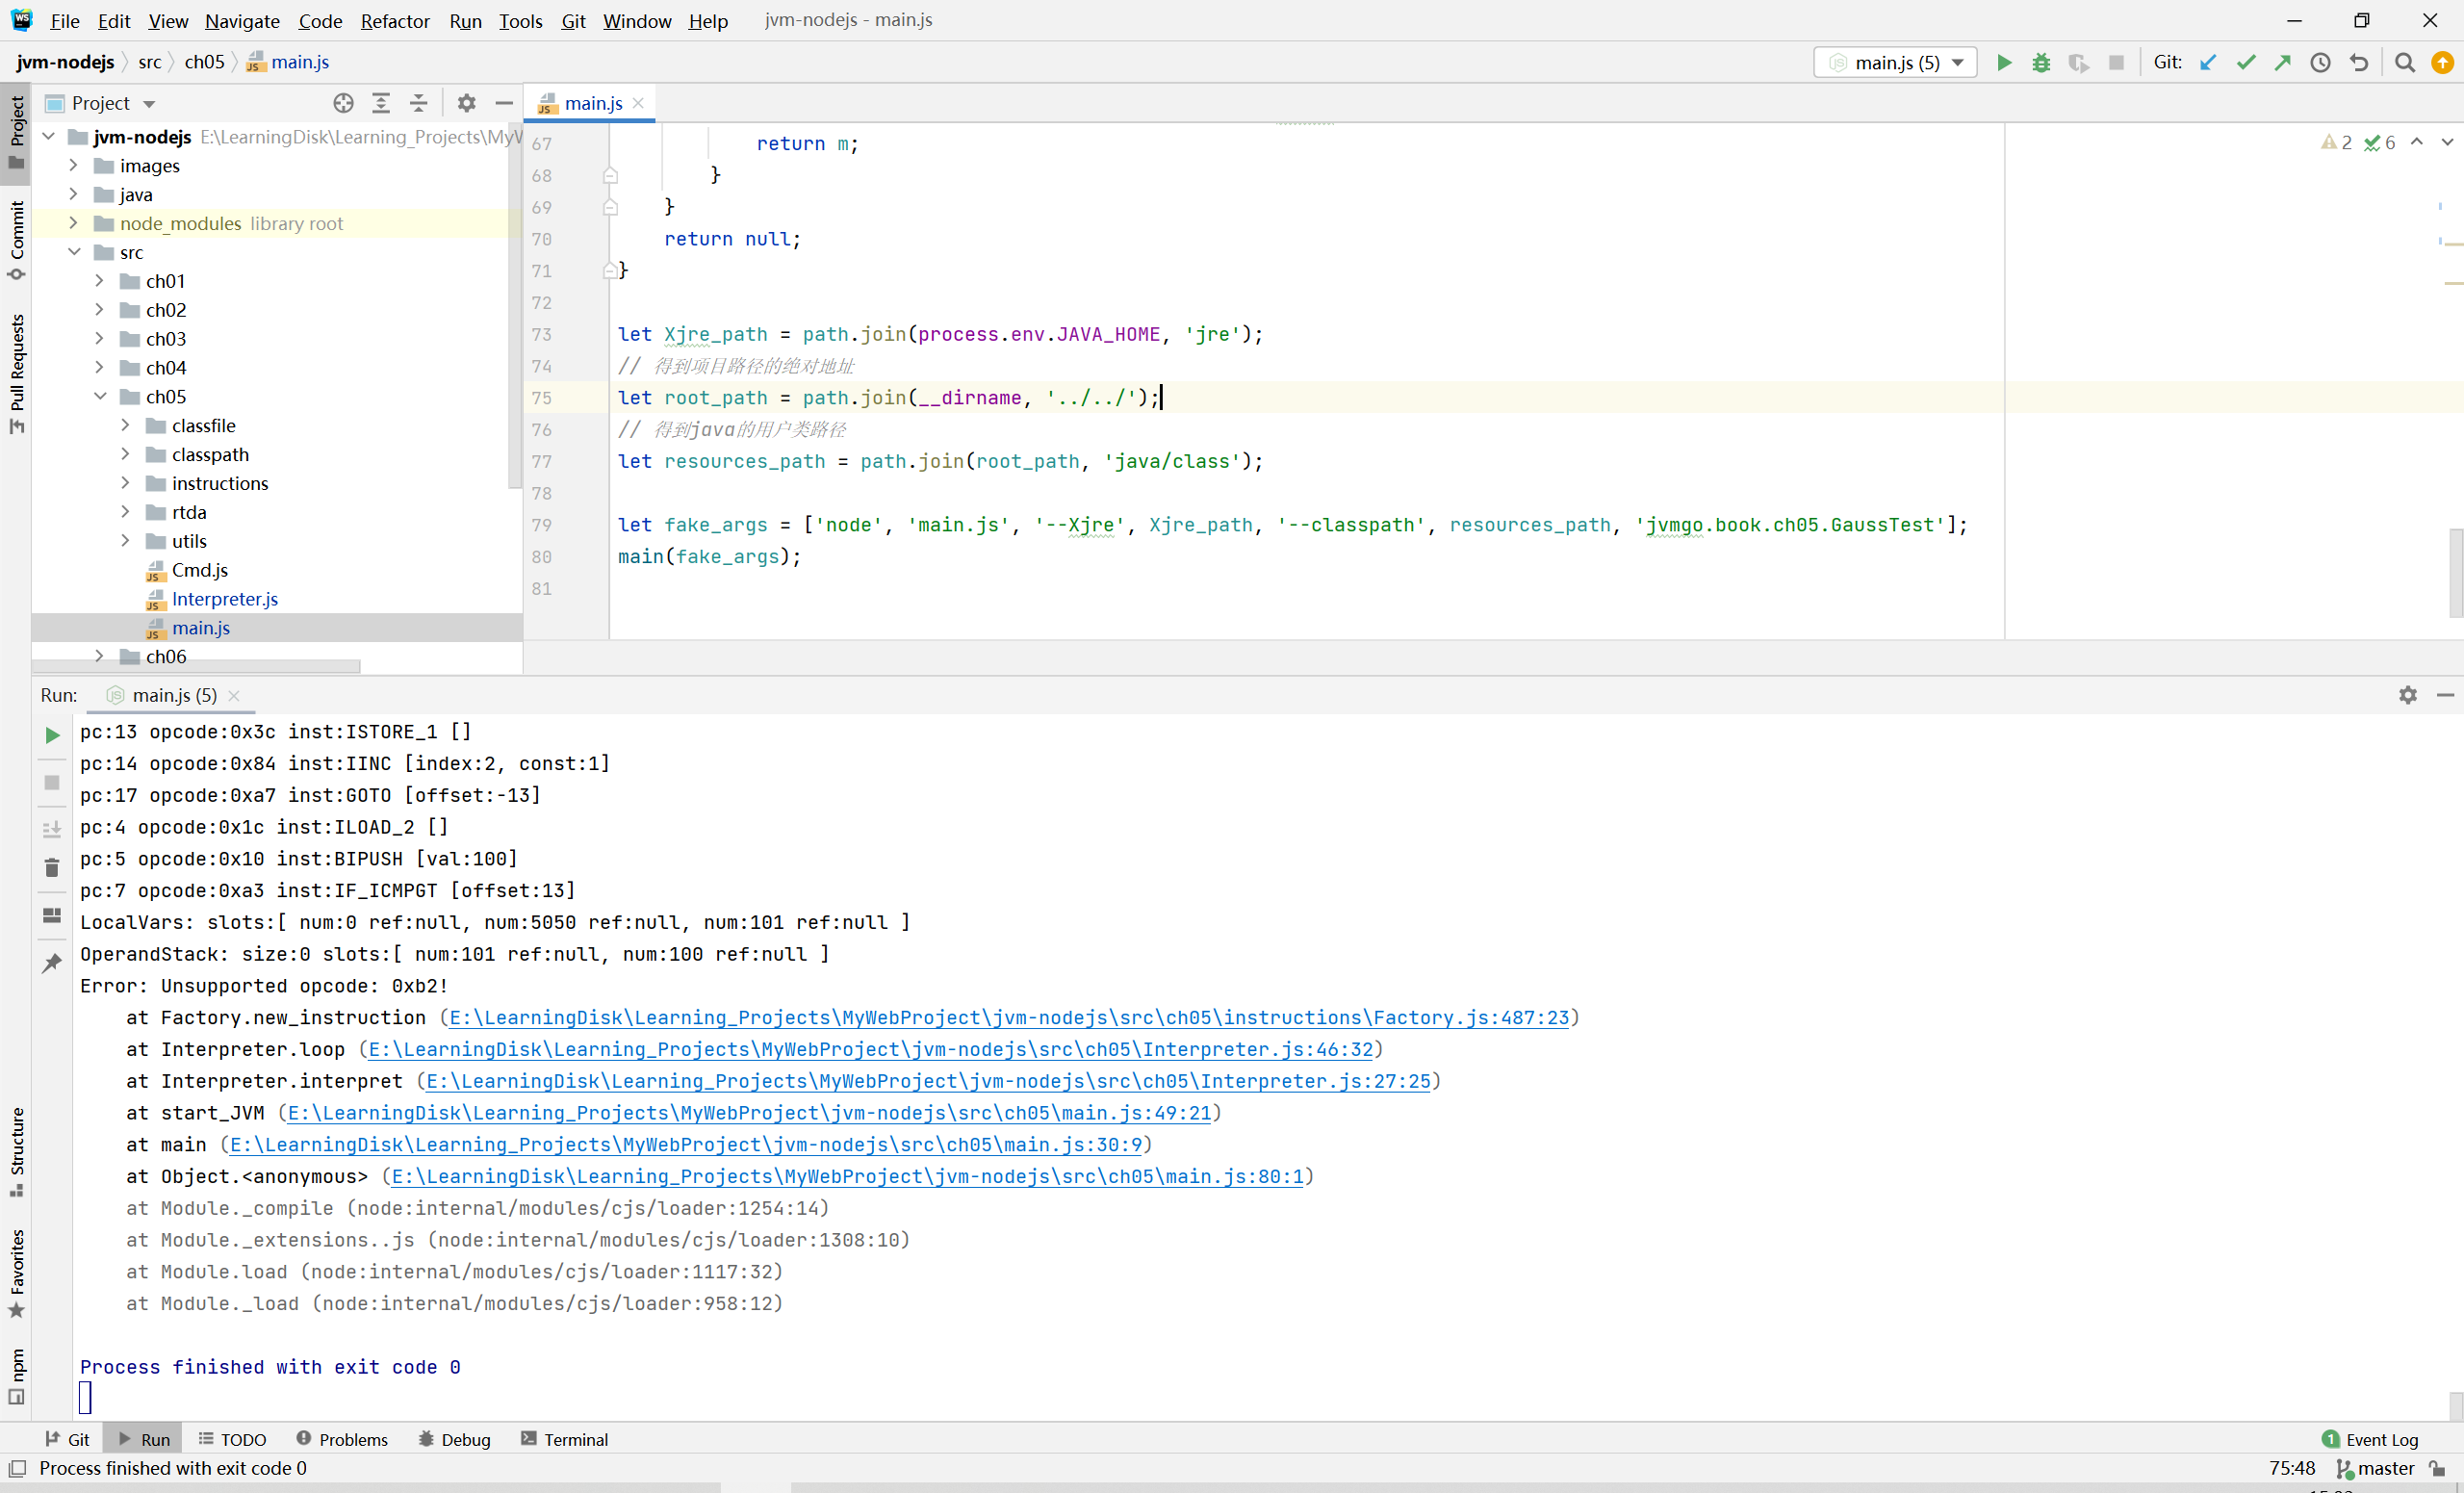 File Edit View Navigate Code Refactor Run Tools Git Window Help jvm-nodejs - main.js
jvm-nodejs src ch05 main.js
main.js (5) Git:
Project
main.js
jvm-nodejs E:\LearningDisk\Learning_Projects\MyW
images
java
node_modules library root
src
ch01
ch02
ch03
ch04
ch05
classfile
classpath
instructions
rtda
utils
Cmd.js
Interpreter.js
main.js
ch06
2 6
67 return m;
68 }
69 }
70 return null;
71 }
72
73 let Xjre_path = path.join(process.env.JAVA_HOME, 'jre');
74 // 得到项目路径的绝对地址
75 let root_path = path.join(__dirname, '../../');
76 // 得到java的用户类路径
77 let resources_path = path.join(root_path, 'java/class');
78
79 let fake_args = ['node', 'main.js', '--Xjre', Xjre_path, '--classpath', resources_path, 'jvmgo.book.ch05.GaussTest'];
80 main(fake_args);
81
Project
Commit
Pull Requests
Structure
Favorites
npm
Run: main.js (5)
pc:13 opcode:0x3c inst:ISTORE_1 []
pc:14 opcode:0x84 inst:IINC [index:2, const:1]
pc:17 opcode:0xa7 inst:GOTO [offset:-13]
pc:4 opcode:0x1c inst:ILOAD_2 []
pc:5 opcode:0x10 inst:BIPUSH [val:100]
pc:7 opcode:0xa3 inst:IF_ICMPGT [offset:13]
LocalVars: slots:[ num:0 ref:null, num:5050 ref:null, num:101 ref:null ]
OperandStack: size:0 slots:[ num:101 ref:null, num:100 ref:null ]
Error: Unsupported opcode: 0xb2!
at Factory.new_instruction (E:\LearningDisk\Learning_Projects\MyWebProject\jvm-nodejs\src\ch05\instructions\Factory.js:487:23)
at Interpreter.loop (E:\LearningDisk\Learning_Projects\MyWebProject\jvm-nodejs\src\ch05\Interpreter.js:46:32)
at Interpreter.interpret (E:\LearningDisk\Learning_Projects\MyWebProject\jvm-nodejs\src\ch05\Interpreter.js:27:25)
at start_JVM (E:\LearningDisk\Learning_Projects\MyWebProject\jvm-nodejs\src\ch05\main.js:49:21)
at main (E:\LearningDisk\Learning_Projects\MyWebProject\jvm-nodejs\src\ch05\main.js:30:9)
at Object.<anonymous> (E:\LearningDisk\Learning_Projects\MyWebProject\jvm-nodejs\src\ch05\main.js:80:1)
at Module._compile (node:internal/modules/cjs/loader:1254:14)
at Module._extensions..js (node:internal/modules/cjs/loader:1308:10)
at Module.load (node:internal/modules/cjs/loader:1117:32)
at Module._load (node:internal/modules/cjs/loader:958:12)
Process finished with exit code 0
Git Run TODO Problems Debug Terminal 1 Event Log
Process finished with exit code 0 75:48 master